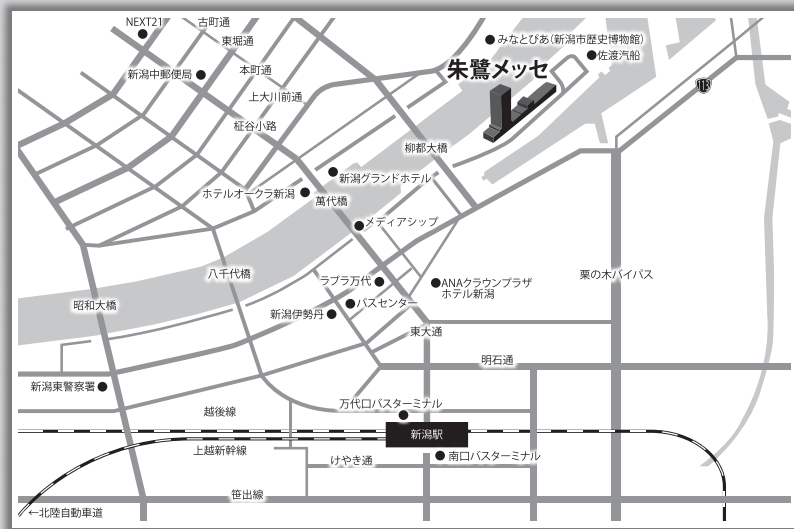 NEXT21
古町通
東堀通
みなとぴあ(新潟市歴史博物館)
佐渡汽船
朱鷺メッセ
新潟中郵便局
本町通
上大川前通
113
柾谷小路
柳都大橋
新潟グランドホテル
ホテルオークラ新潟
萬代橋
メディアシップ
八千代橋
ラブラ万代
ANAクラウンプラザ
ホテル新潟
栗の木バイパス
昭和大橋
バスセンター
新潟伊勢丹
東大通
明石通
新潟東警察署
万代口バスターミナル
越後線
新潟駅
上越新幹線
南口バスターミナル
けやき通
笹出線
←北陸自動車道